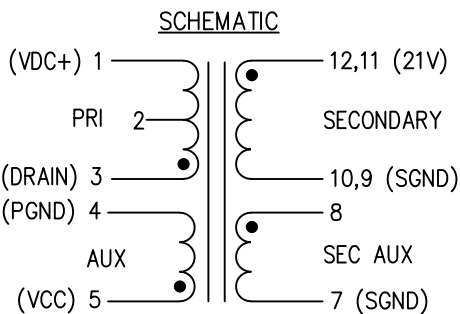 SCHEMATIC
(VDC+) 1
12,11 (21V)
PRI
2
SECONDARY
(DRAIN) 3
10,9 (SGND)
(PGND) 4
8
AUX
SEC AUX
(VCC) 5
7 (SGND)